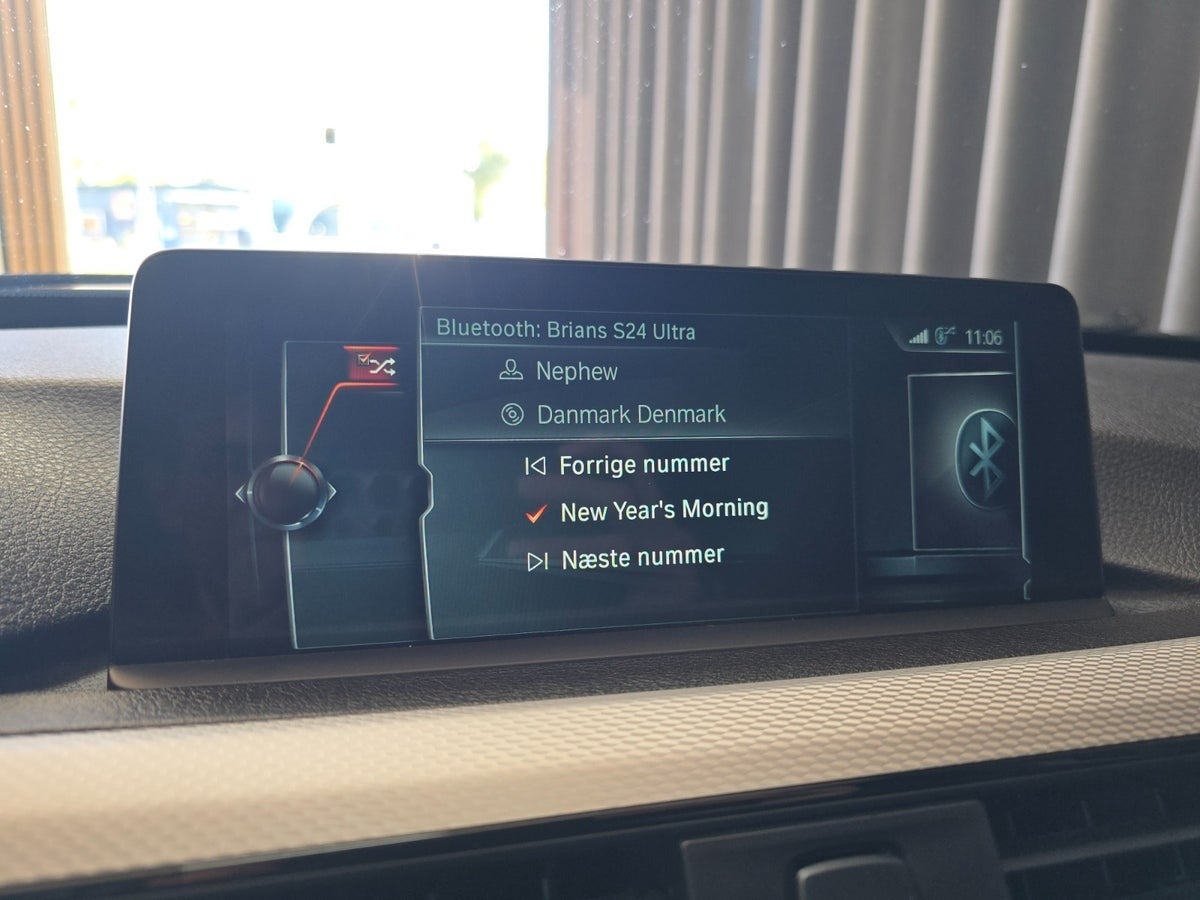 Bluetooth: Brians S24 Ultra
11:06
Nephew
Danmark Denmark
Forrige nummer
New Year's Morning
Næste nummer